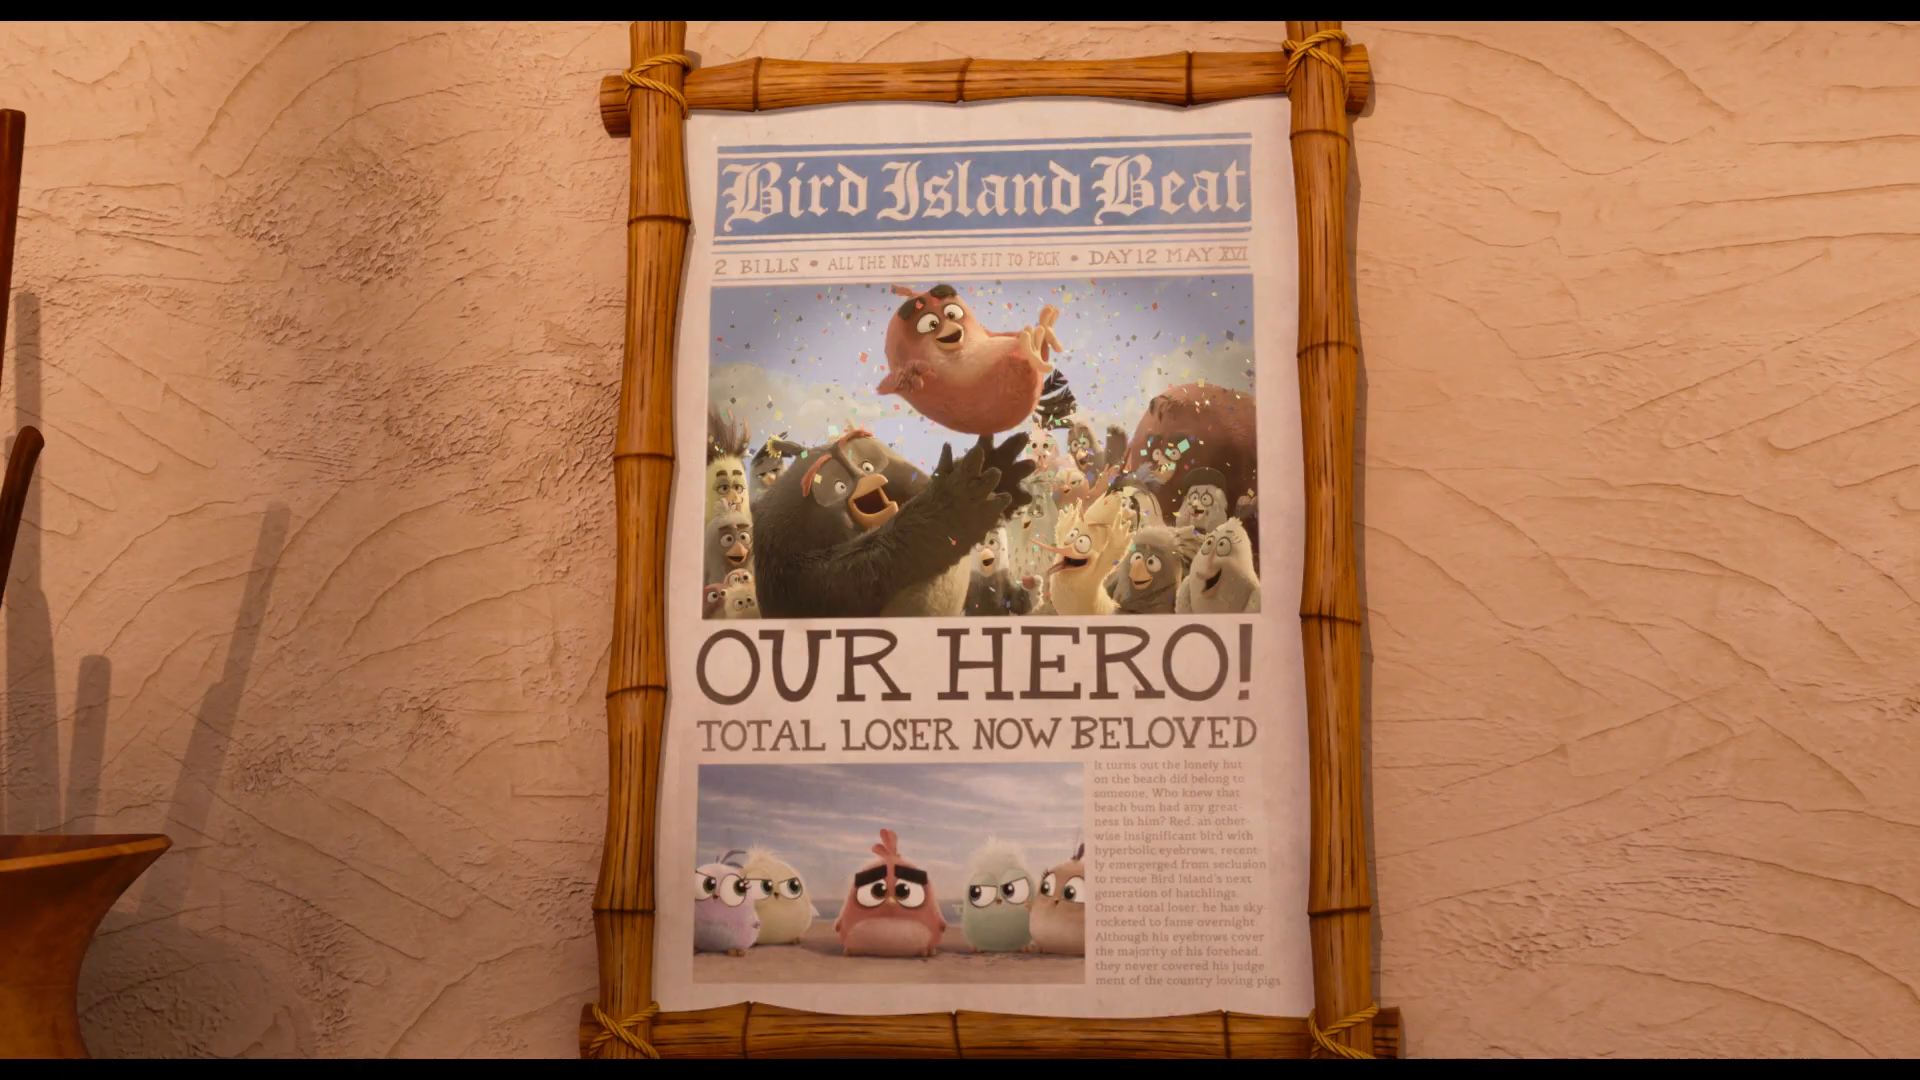 Bird Island Beat
2 BILLS • ALL THE NEWS THAT'S FIT TO PECK • DAY 12 MAY XVI
OUR HERO!
TOTAL LOSER NOW BELOVED
It turns out the lonely hut
on the beach did belong to
someone. Who knew that
beach bum had any great-
ness in him? Red, an other-
wise insignificant bird with
hyperbolic eyebrows, recent-
ly emergerged from seclusion
to rescue Bird Island's next
generation of hatchlings.
Once a total loser, he has sky-
rocketed to fame overnight.
Although his eyebrows cover
the majority of his forehead,
they never covered his judge
ment of the country loving pigs